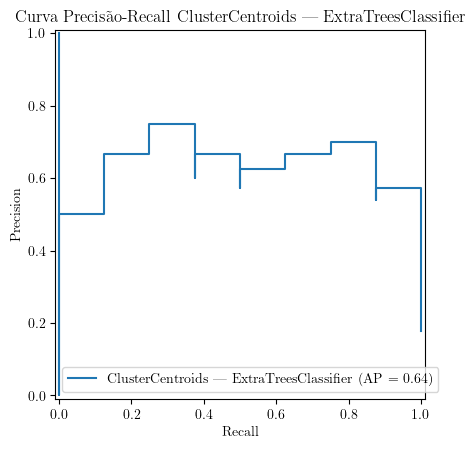 Curva Precisão-Recall ClusterCentroids — ExtraTreesClassifier
1.0
0.8
0.6
0.4
0.2
0.0
Precision
ClusterCentroids — ExtraTreesClassifier (AP = 0.64)
0.0 0.2 0.4 0.6 0.8 1.0
Recall